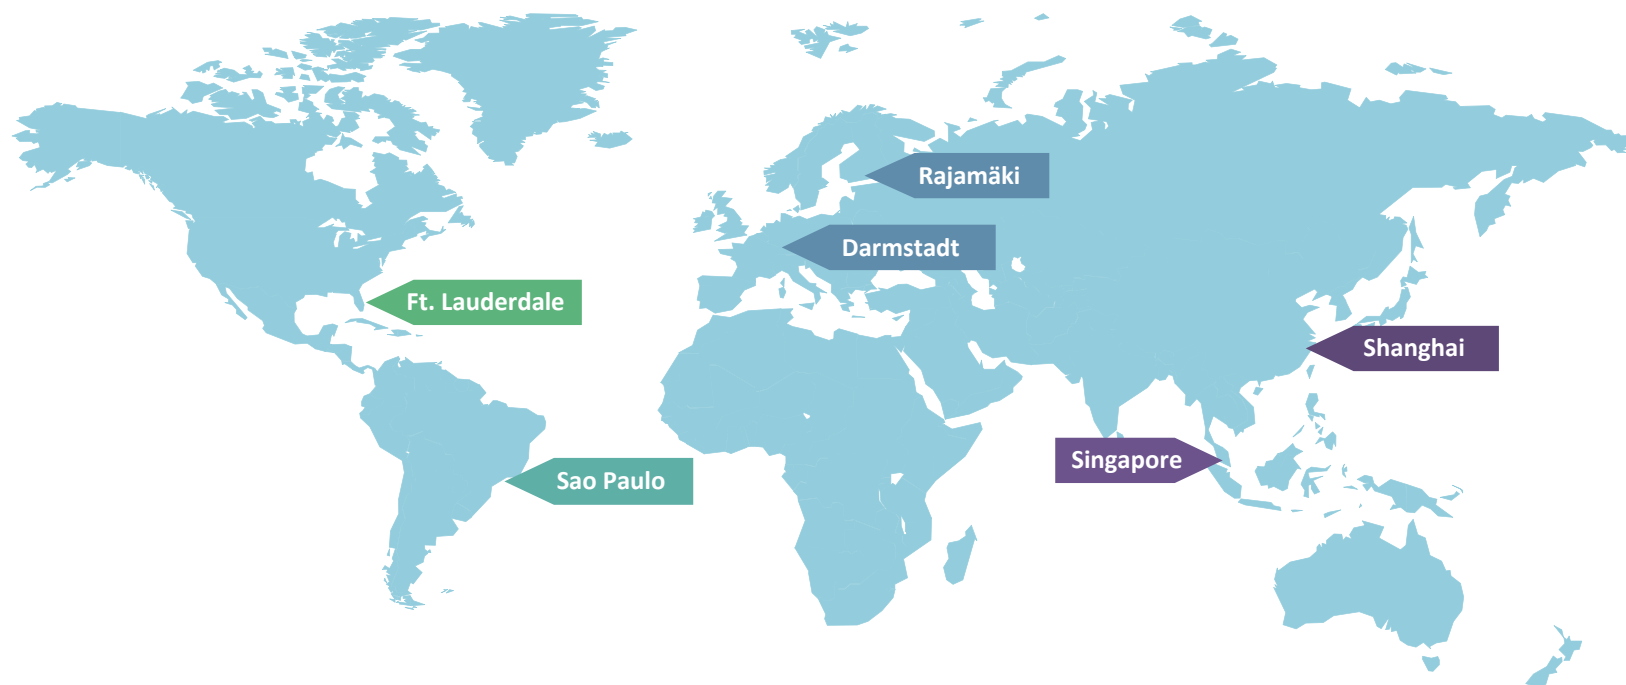 Rajamäki
Darmstadt
Ft. Lauderdale
Shanghai
Singapore
Sao Paulo